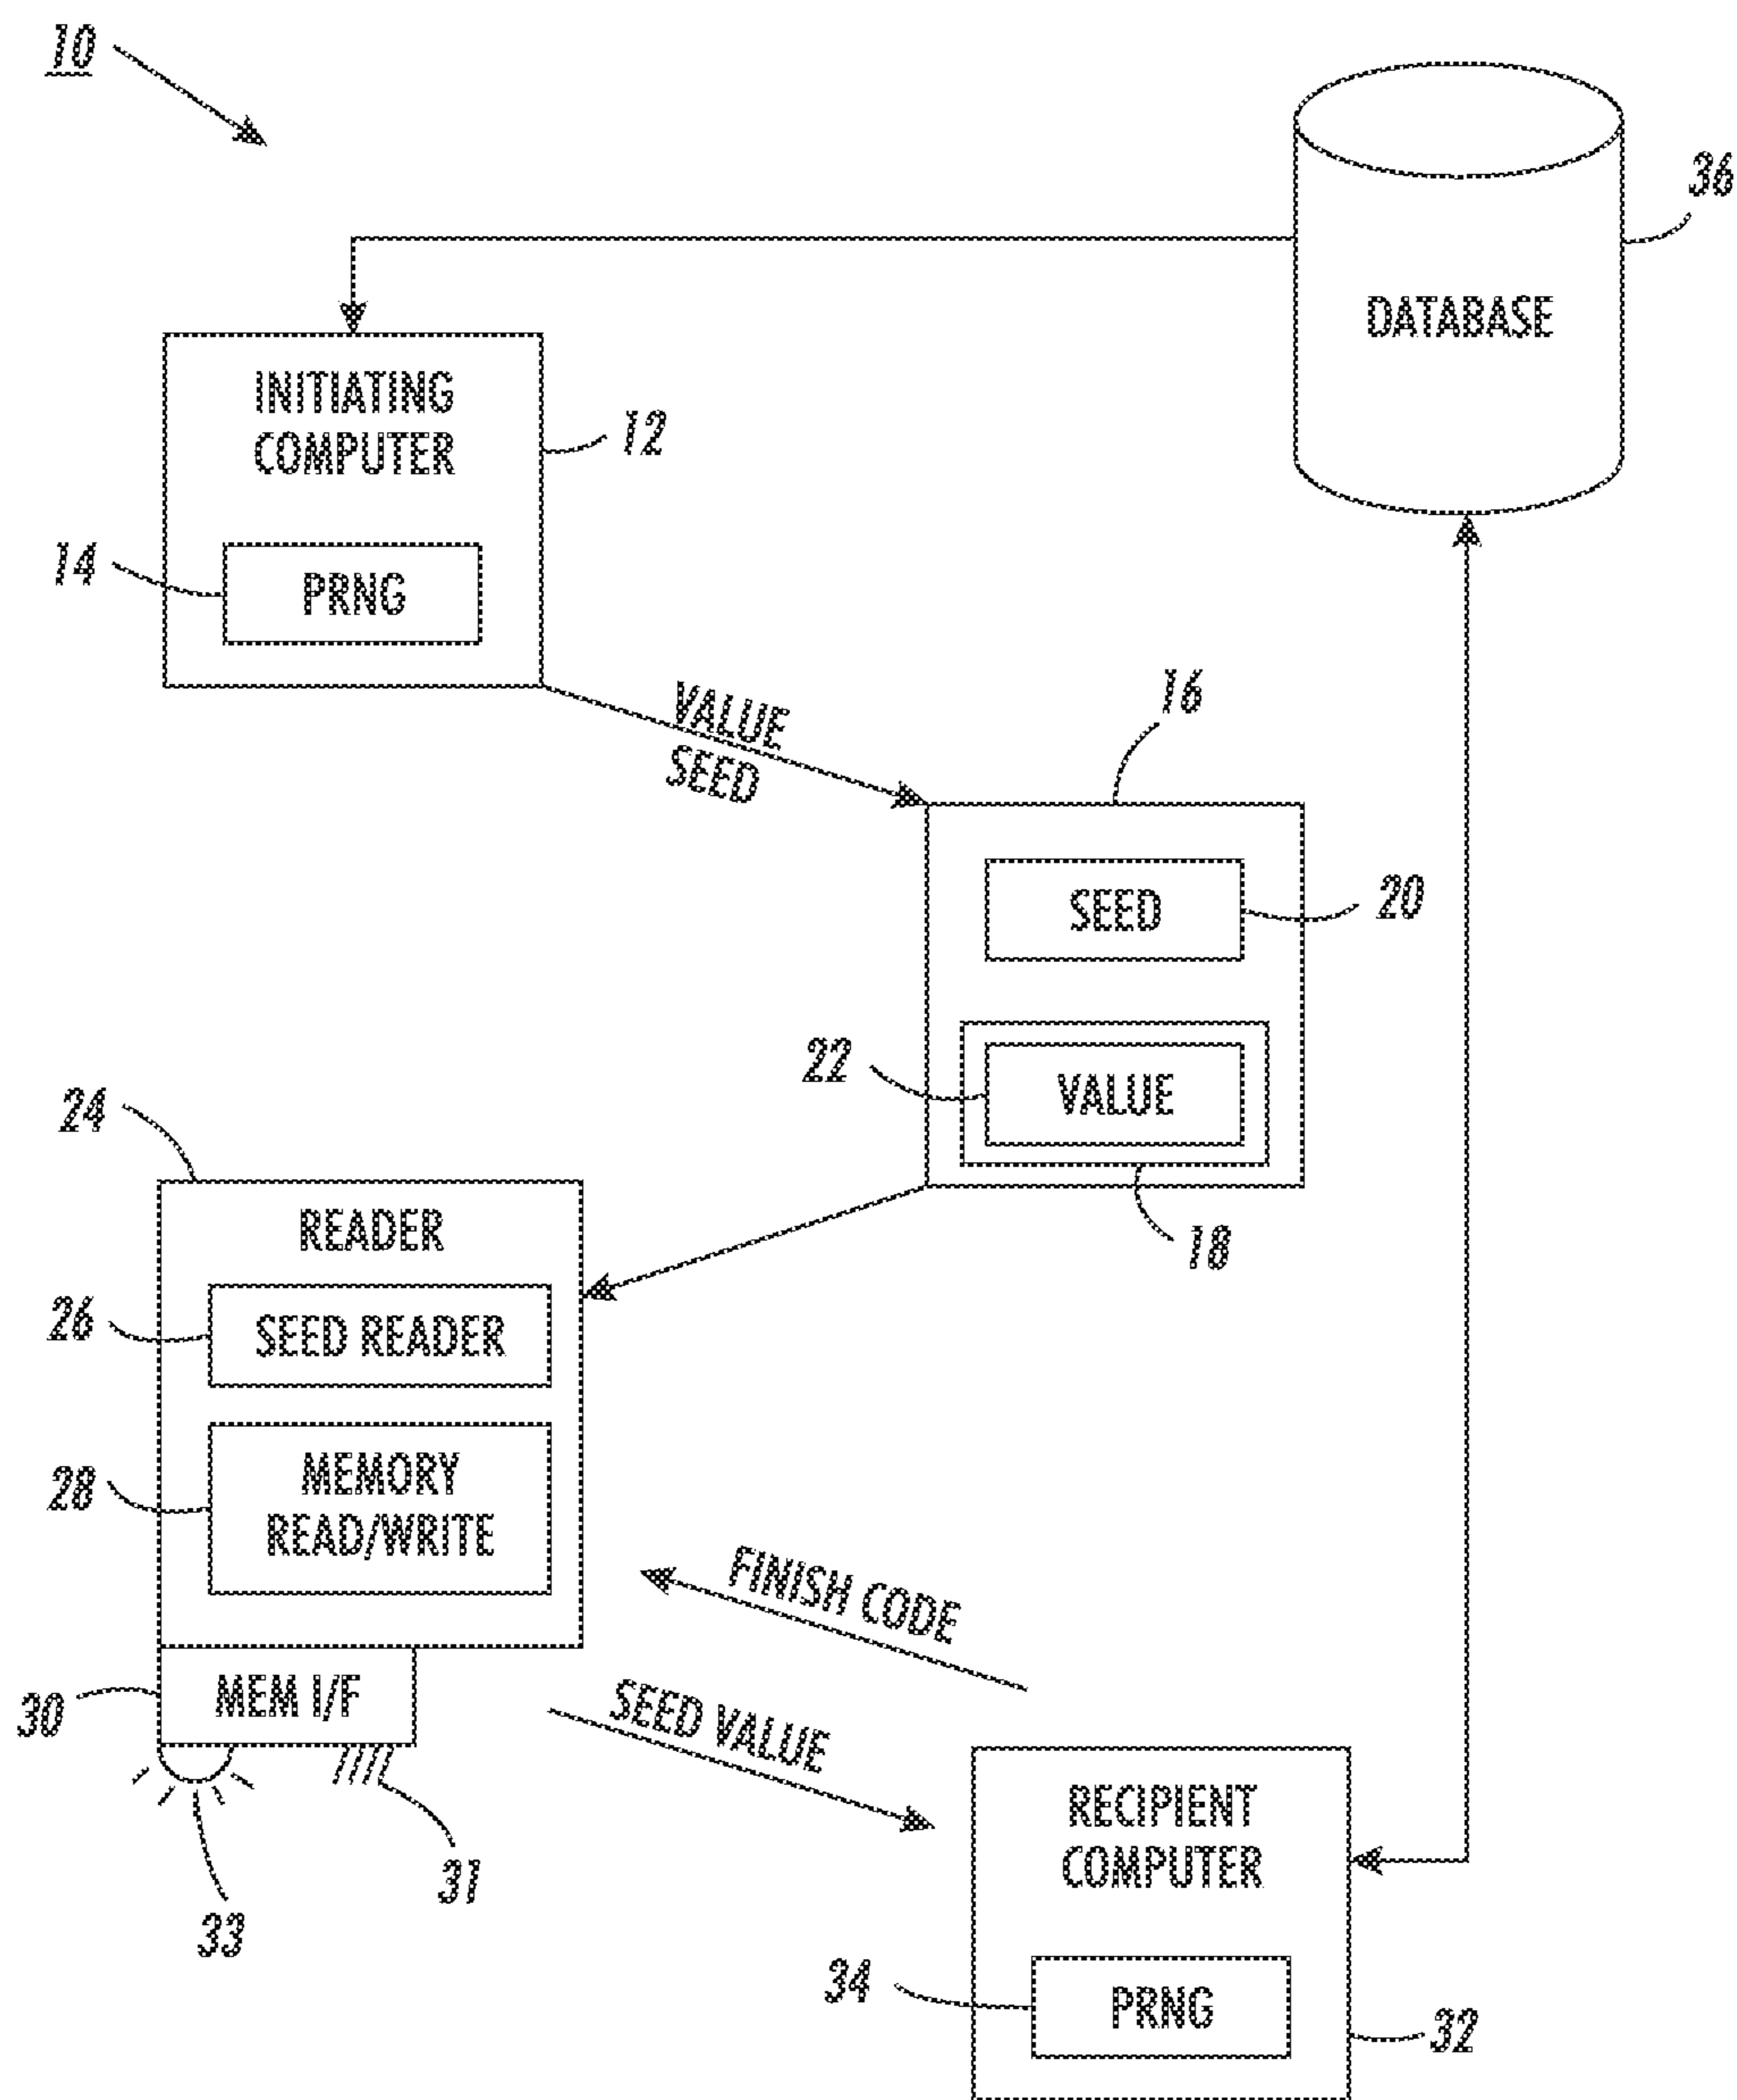 10
36
DATABASE
INITIATING
COMPUTER
12
14
PRNG
VALUE
SEED
16
SEED
20
22
VALUE
18
24
READER
26
SEED READER
28
MEMORY
READ/WRITE
FINISH CODE
30
MEM I/F
SEED VALUE
31
33
RECIPIENT
COMPUTER
34
PRNG
32